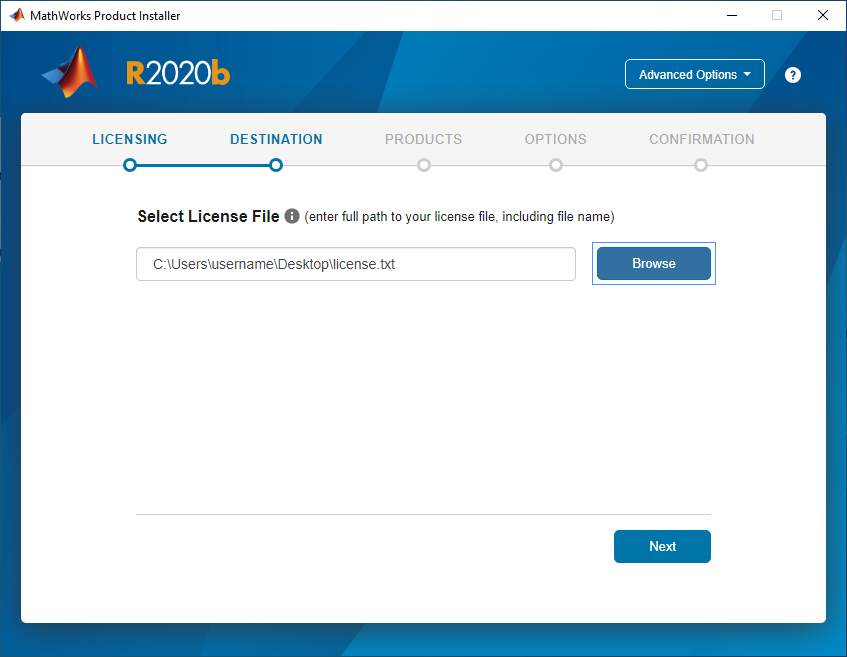 MathWorks Product Installer
R2020b
Advanced Options
?
LICENSING DESTINATION PRODUCTS OPTIONS CONFIRMATION
Select License File i (enter full path to your license file, including file name)
C:\Users\username\Desktop\license.txt
Browse
Next